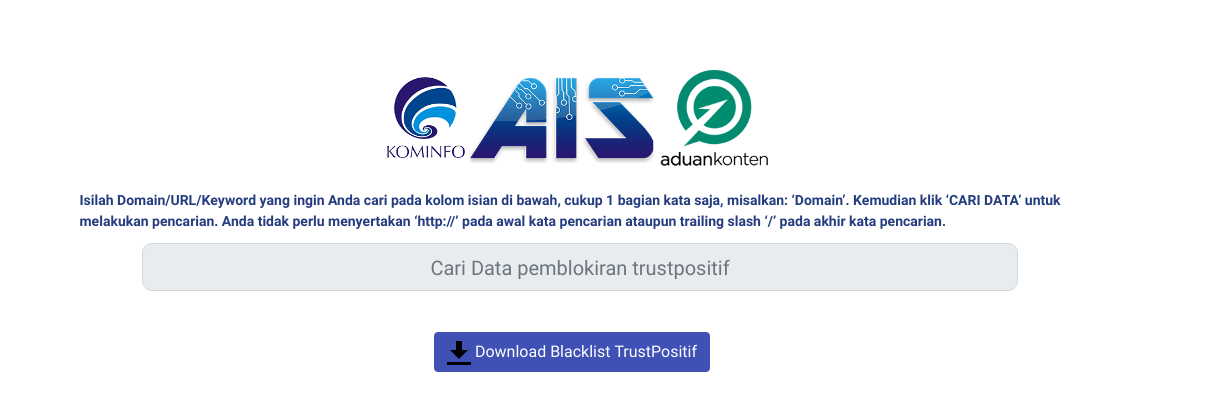 KOMINFO
AIS
aduankonten
Isilah Domain/URL/Keyword yang ingin Anda cari pada kolom isian di bawah, cukup 1 bagian kata saja, misalkan: ‘Domain’. Kemudian klik ‘CARI DATA’ untuk
melakukan pencarian. Anda tidak perlu menyertakan ‘http://’ pada awal kata pencarian ataupun trailing slash ‘/’ pada akhir kata pencarian.
Cari Data pemblokiran trustpositif
Download Blacklist TrustPositif